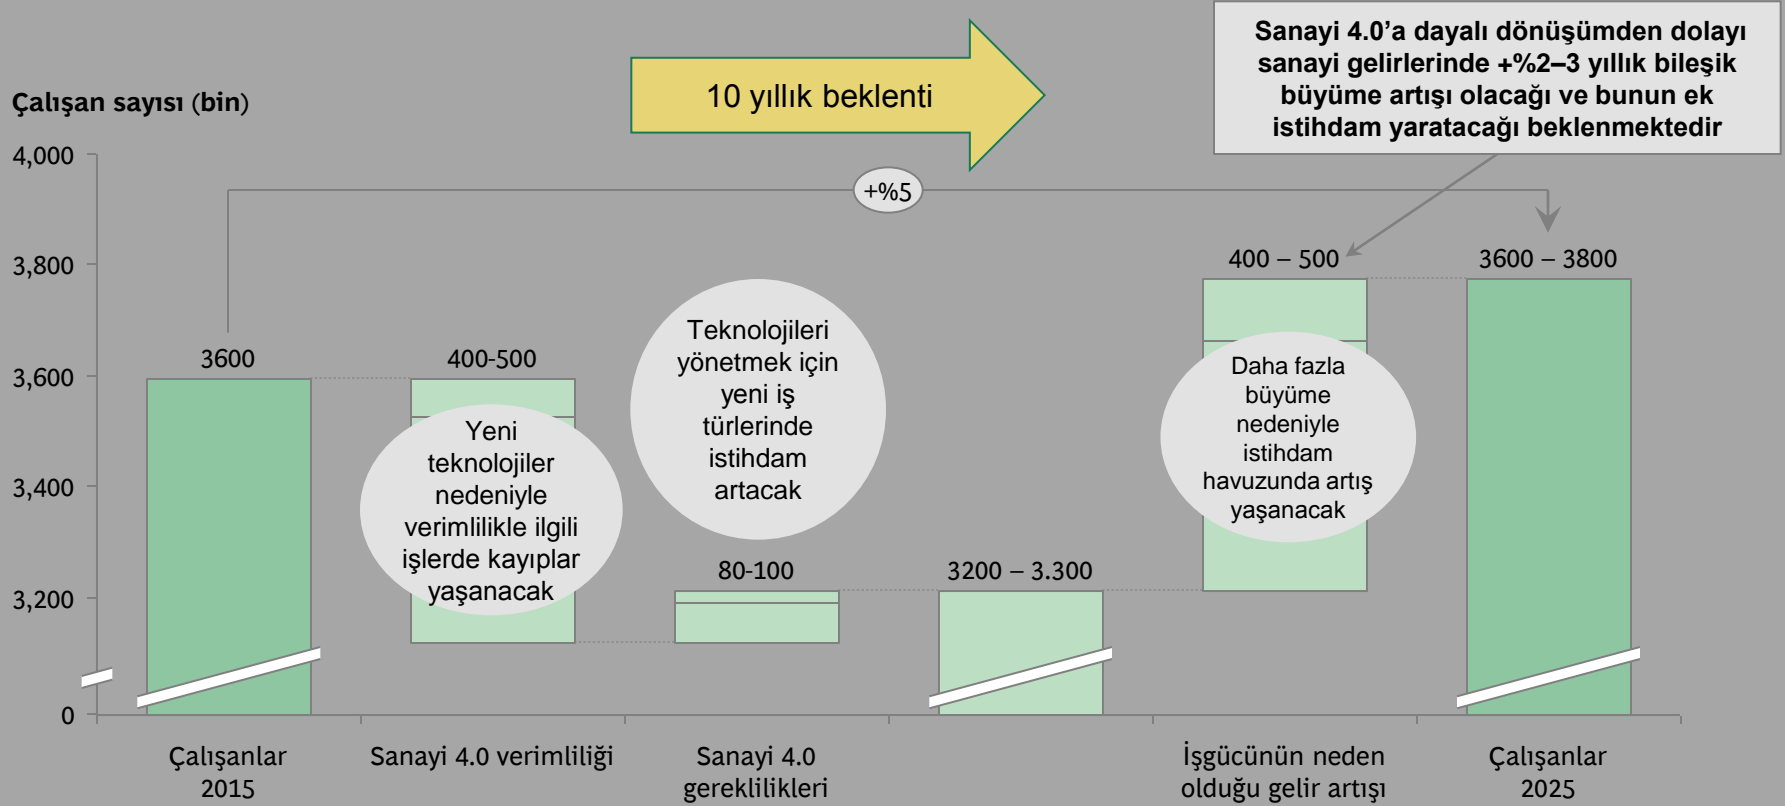 Sanayi 4.0’a dayalı dönüşümden dolayı
sanayi gelirlerinde +%2–3 yıllık bileşik
büyüme artışı olacağı ve bunun ek
istihdam yaratacağı beklenmektedir
10 yıllık beklenti
Çalışan sayısı (bin)
4,000
3,800
3,600
3,400
3,200
0
+%5
3600
400-500
Yeni
teknolojiler
nedeniyle
verimlilikle ilgili
işlerde kayıplar
yaşanacak
Teknolojileri
yönetmek için
yeni iş
türlerinde
istihdam
artacak
80-100
3200 – 3.300
400 – 500
Daha fazla
büyüme
nedeniyle
istihdam
havuzunda artış
yaşanacak
3600 – 3800
Çalışanlar
2015
Sanayi 4.0 verimliliği
Sanayi 4.0
gereklilikleri
İşgücünün neden
olduğu gelir artışı
Çalışanlar
2025